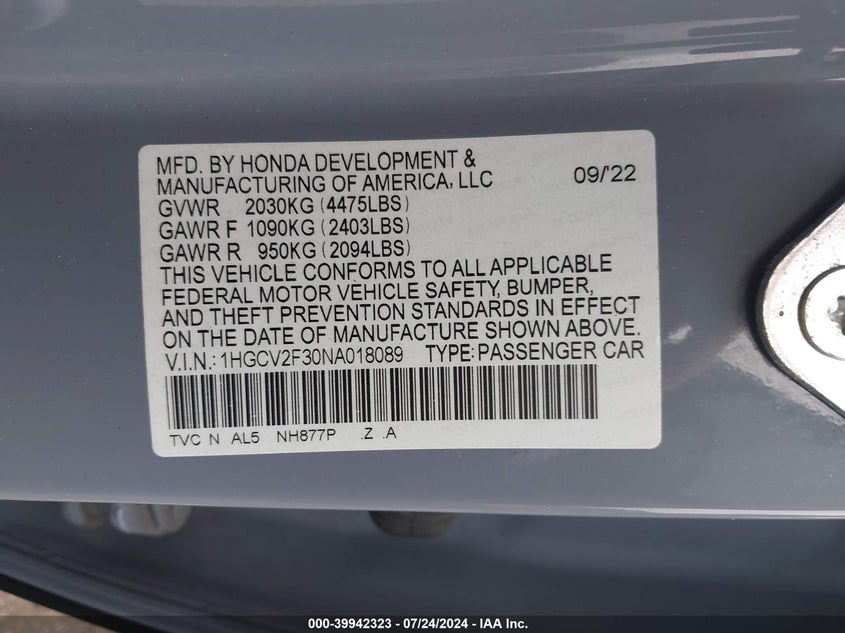 MFD. BY HONDA DEVELOPMENT &
MANUFACTURING OF AMERICA, LLC 09/'22
GVWR 2030KG (4475LBS)
GAWR F 1090KG (2403LBS)
GAWR R 950KG (2094LBS)
THIS VEHICLE CONFORMS TO ALL APPLICABLE
FEDERAL MOTOR VEHICLE SAFETY, BUMPER,
AND THEFT PREVENTION STANDARDS IN EFFECT
ON THE DATE OF MANUFACTURE SHOWN ABOVE.
V.I.N.: 1HGCV2F30NA018089 TYPE: PASSENGER CAR
TVC N AL5 NH877P .Z .A
000-39942323 / 07/24/2024 - IAA Inc.